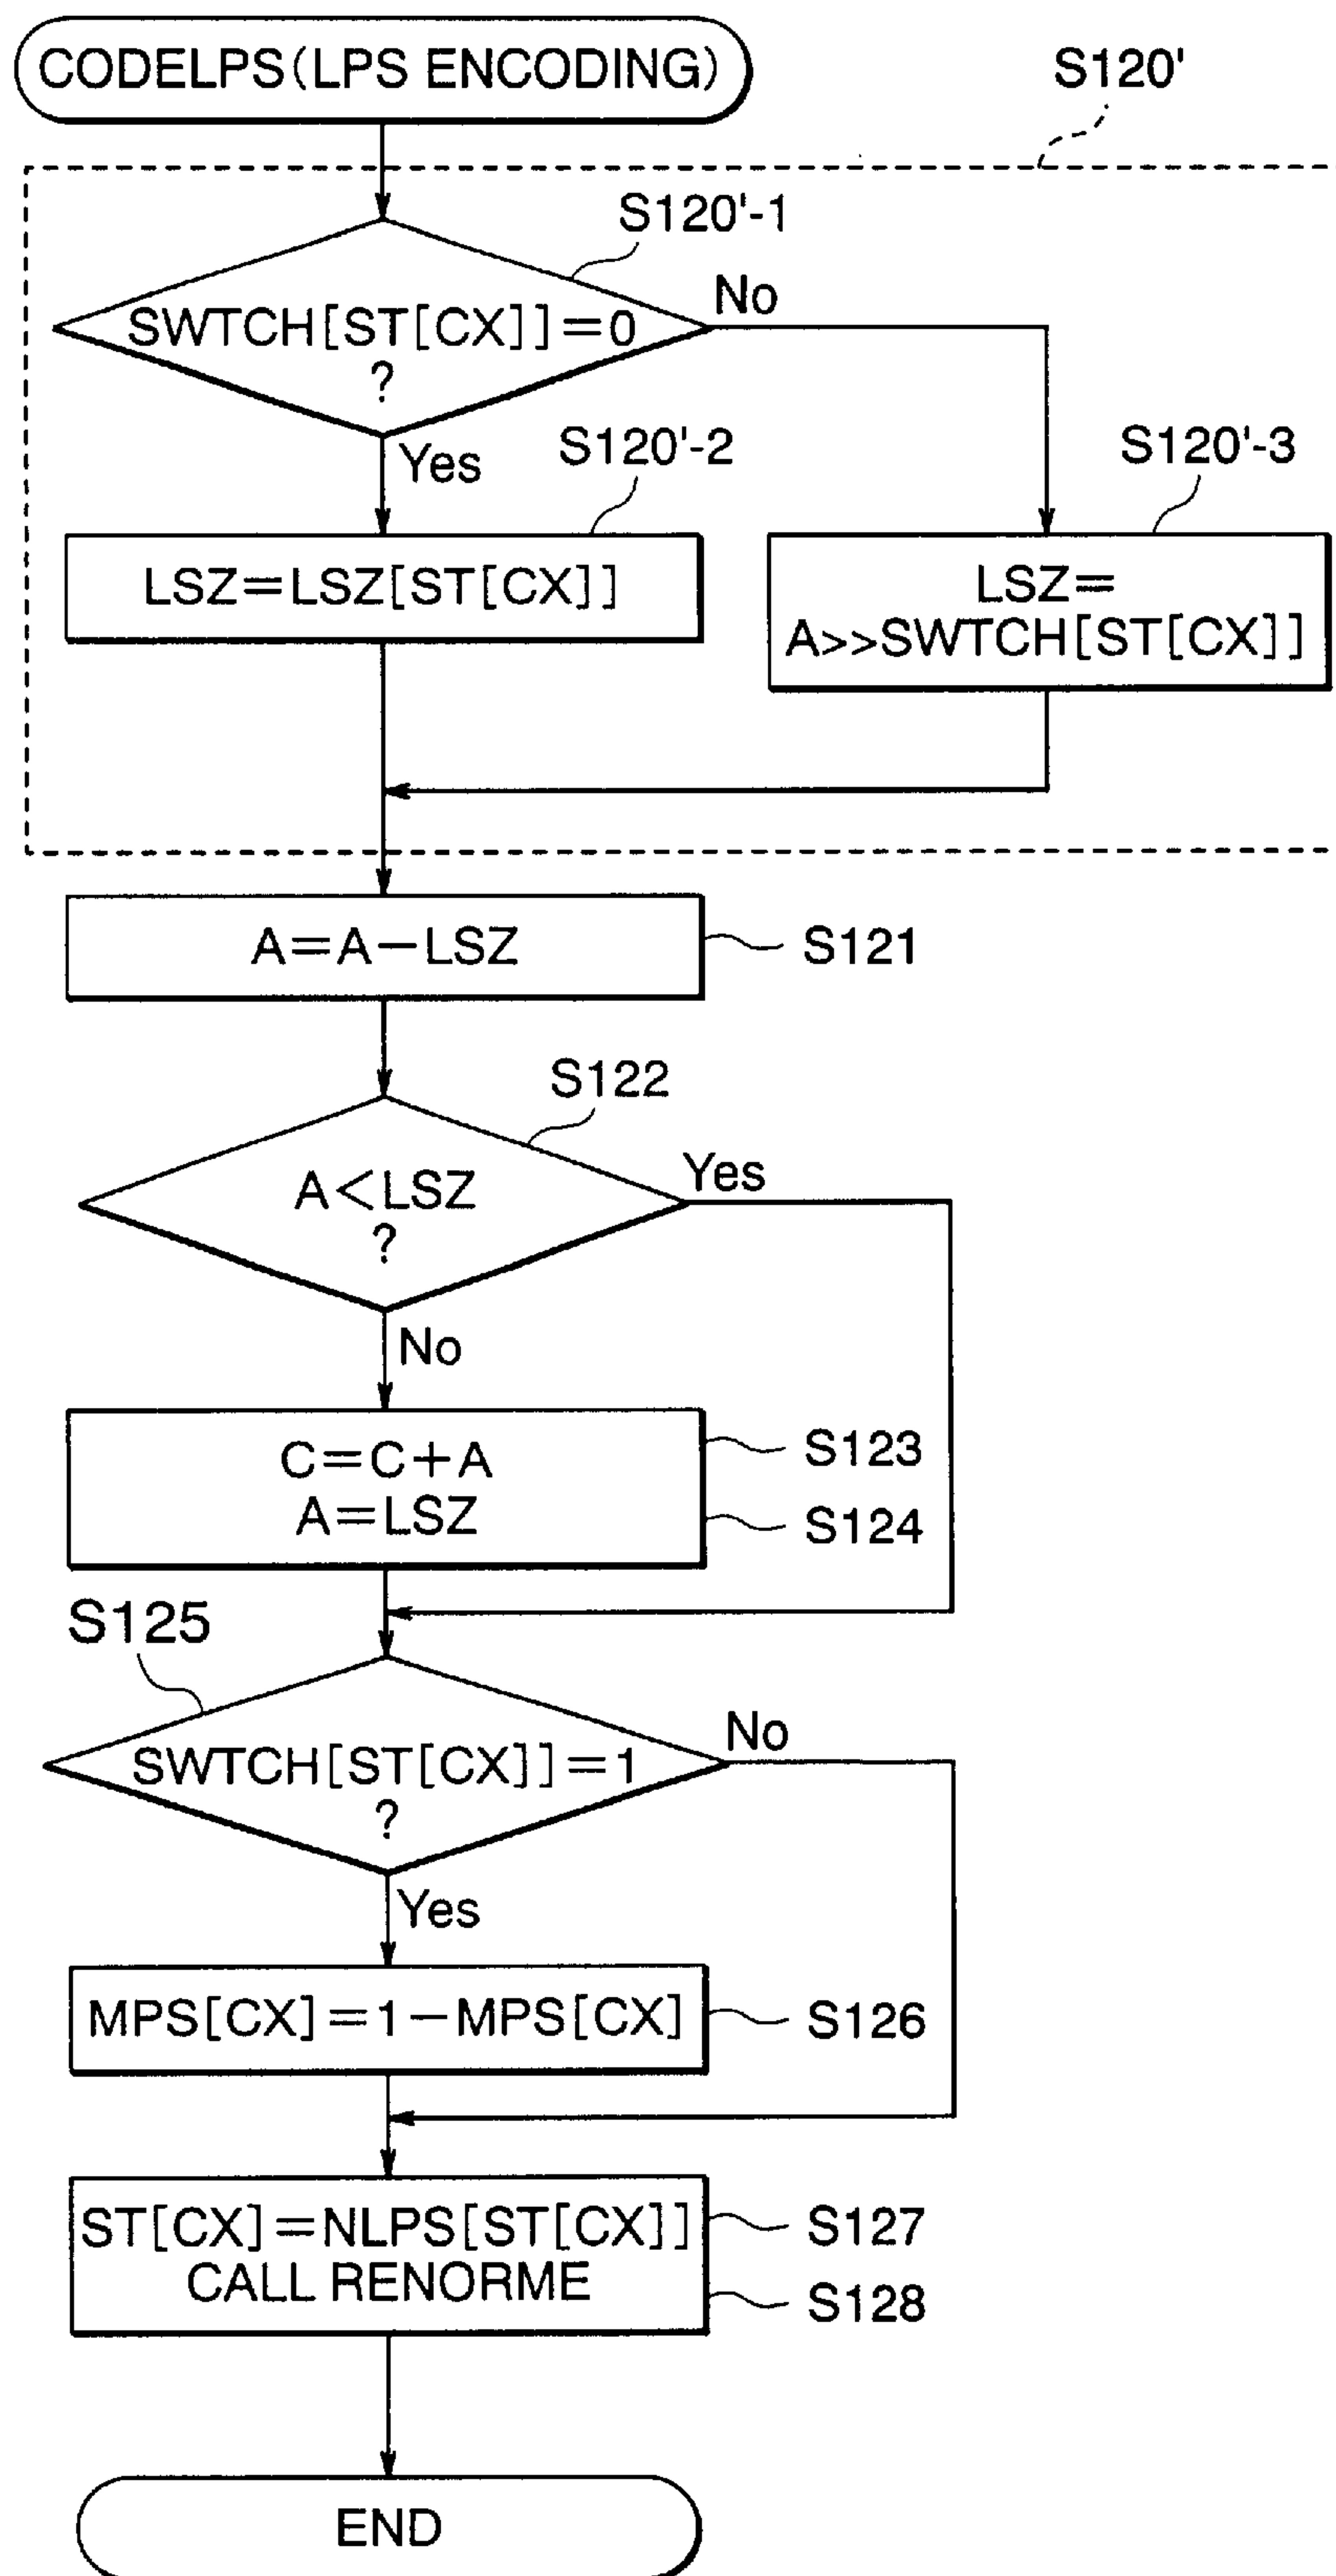 CODELPS(LPS ENCODING)
S120'
S120'-1
SWTCH[ST[CX]]=0
?
No
Yes
S120'-2
S120'-3
LSZ=LSZ[ST[CX]]
LSZ=
A>>SWTCH[ST[CX]]
A=A-LSZ
S121
S122
A<LSZ
?
Yes
No
C=C+A
S123
A=LSZ
S124
S125
SWTCH[ST[CX]]=1
?
No
Yes
MPS[CX]=1-MPS[CX]
S126
ST[CX]=NLPS[ST[CX]]
S127
CALL RENORME
S128
END